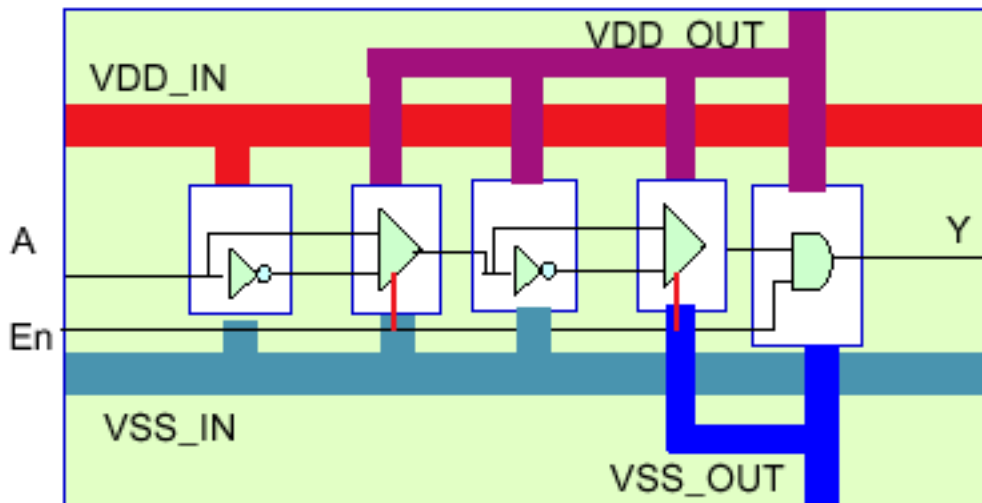 VDD_OUT
VDD_IN
A
Y
En
VSS_IN
VSS_OUT